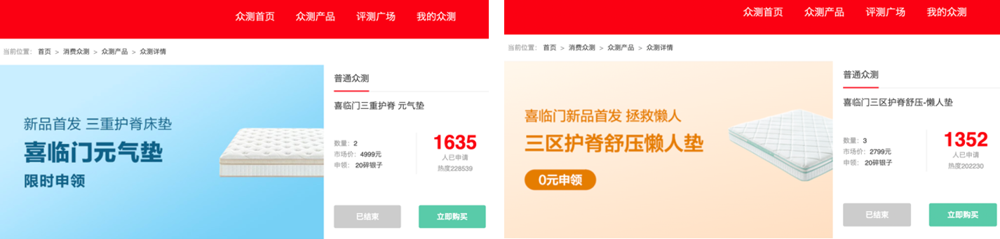 众测首页 众测产品 评测广场 我的众测
当前位置: 首页 > 消费众测 > 众测产品 > 众测详情
新品首发 三重护脊床垫
喜临门元气垫
限时申领
普通众测
喜临门三重护脊 元气垫
数量: 2
市场价: 4999元
申领: 20碎银子
1635
人已申请
热度228539
已结束
立即购买
众测首页 众测产品 评测广场 我的众测
当前位置: 首页 > 消费众测 > 众测产品 > 众测详情
喜临门新品首发 拯救懒人
三区护脊舒压懒人垫
0元申领
普通众测
喜临门三区护脊舒压-懒人垫
数量: 3
市场价: 2799元
申领: 20碎银子
1352
人已申请
热度202230
已结束
立即购买